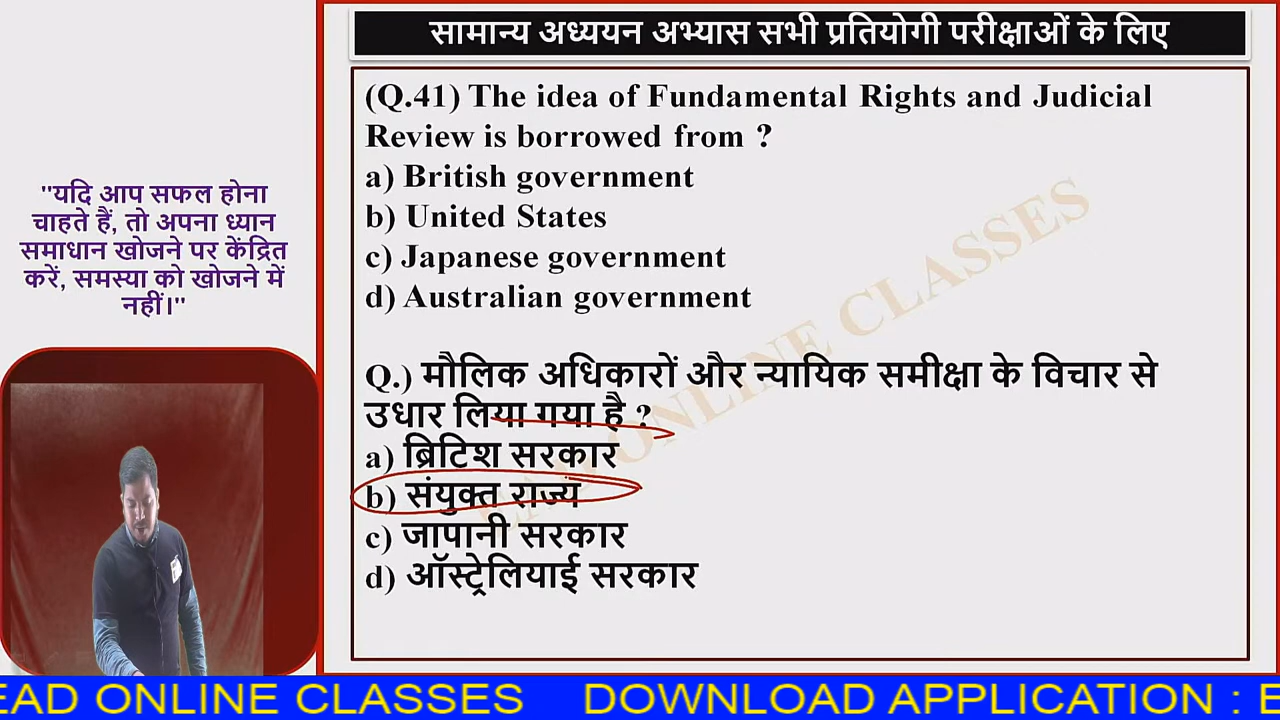 सामान्य अध्ययन अभ्यास सभी प्रतियोगी परीक्षाओं के लिए
"यदि आप सफल होना
चाहते हैं, तो अपना ध्यान
समाधान खोजने पर केंद्रित
करें, समस्या को खोजने में
नहीं।"
(Q.41) The idea of Fundamental Rights and Judicial
Review is borrowed from ?
a) British government
b) United States
c) Japanese government
d) Australian government
Q.) मौलिक अधिकारों और न्यायिक समीक्षा के विचार से
उधार लिया गया है ?
a) ब्रिटिश सरकार
b) संयुक्त राज्य
c) जापानी सरकार
d) ऑस्ट्रेलियाई सरकार
ONLINE CLASSES
EAD ONLINE CLASSES DOWNLOAD APPLICATION : E